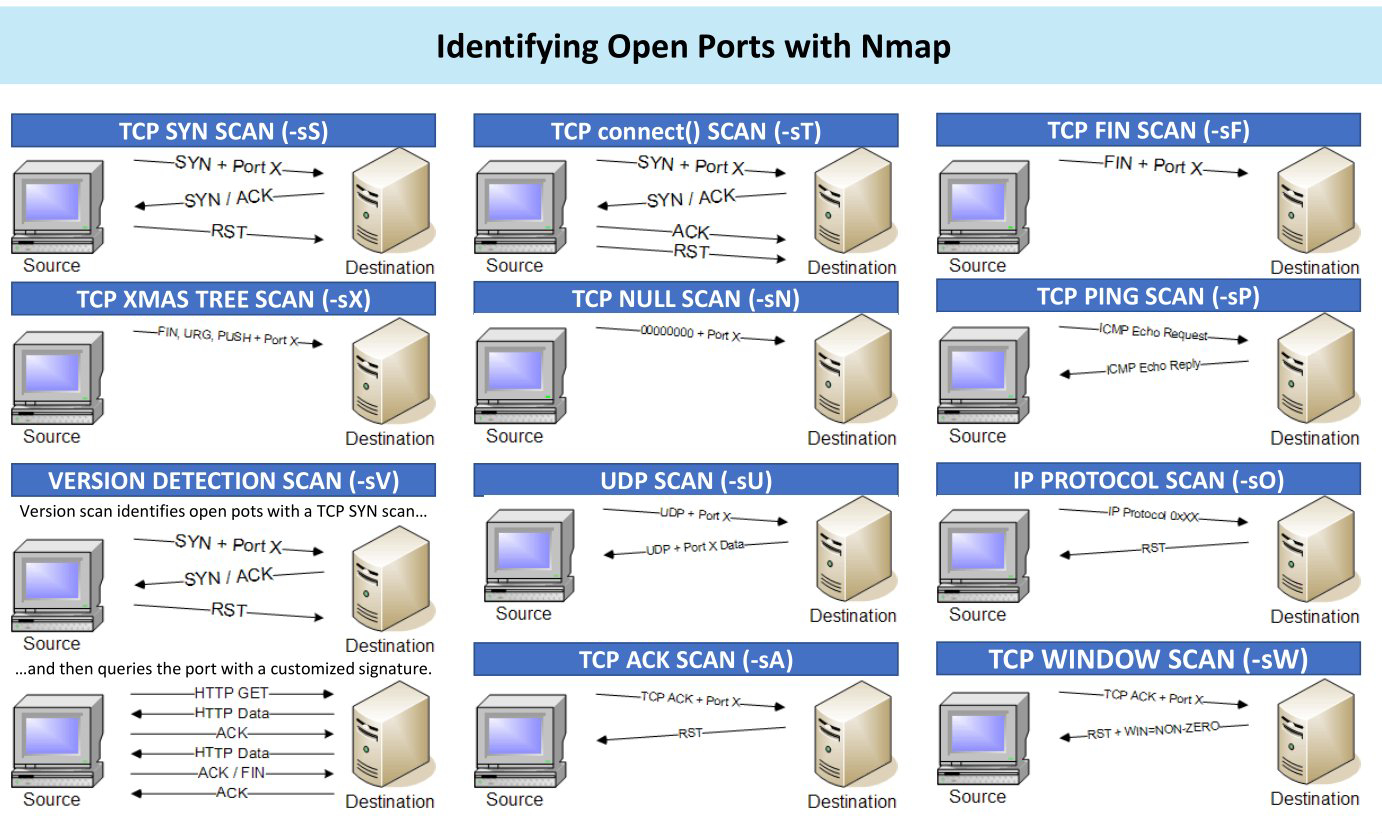 Identifying Open Ports with Nmap
TCP SYN SCAN (-sS)
SYN + Port X
SYN / ACK
RST
Source
Destination
TCP connect() SCAN (-sT)
SYN + Port X
SYN / ACK
ACK
RST
Source
Destination
TCP FIN SCAN (-sF)
FIN + Port X
Source
Destination
TCP XMAS TREE SCAN (-sX)
FIN, URG, PUSH + Port X
Source
Destination
TCP NULL SCAN (-sN)
00000000 + Port X
Source
Destination
TCP PING SCAN (-sP)
ICMP Echo Request
ICMP Echo Reply
Source
Destination
VERSION DETECTION SCAN (-sV)
Version scan identifies open pots with a TCP SYN scan...
SYN + Port X
SYN / ACK
RST
Source
Destination
...and then queries the port with a customized signature.
HTTP GET
HTTP Data
ACK
HTTP Data
ACK / FIN
ACK
Source
Destination
UDP SCAN (-sU)
UDP + Port X
UDP + Port X Data
Source
Destination
IP PROTOCOL SCAN (-sO)
IP Protocol 0xXX
RST
Source
Destination
TCP ACK SCAN (-sA)
TCP ACK + Port X
RST
Source
Destination
TCP WINDOW SCAN (-sW)
TCP ACK + Port X
RST + WIN=NON-ZERO
Source
Destination